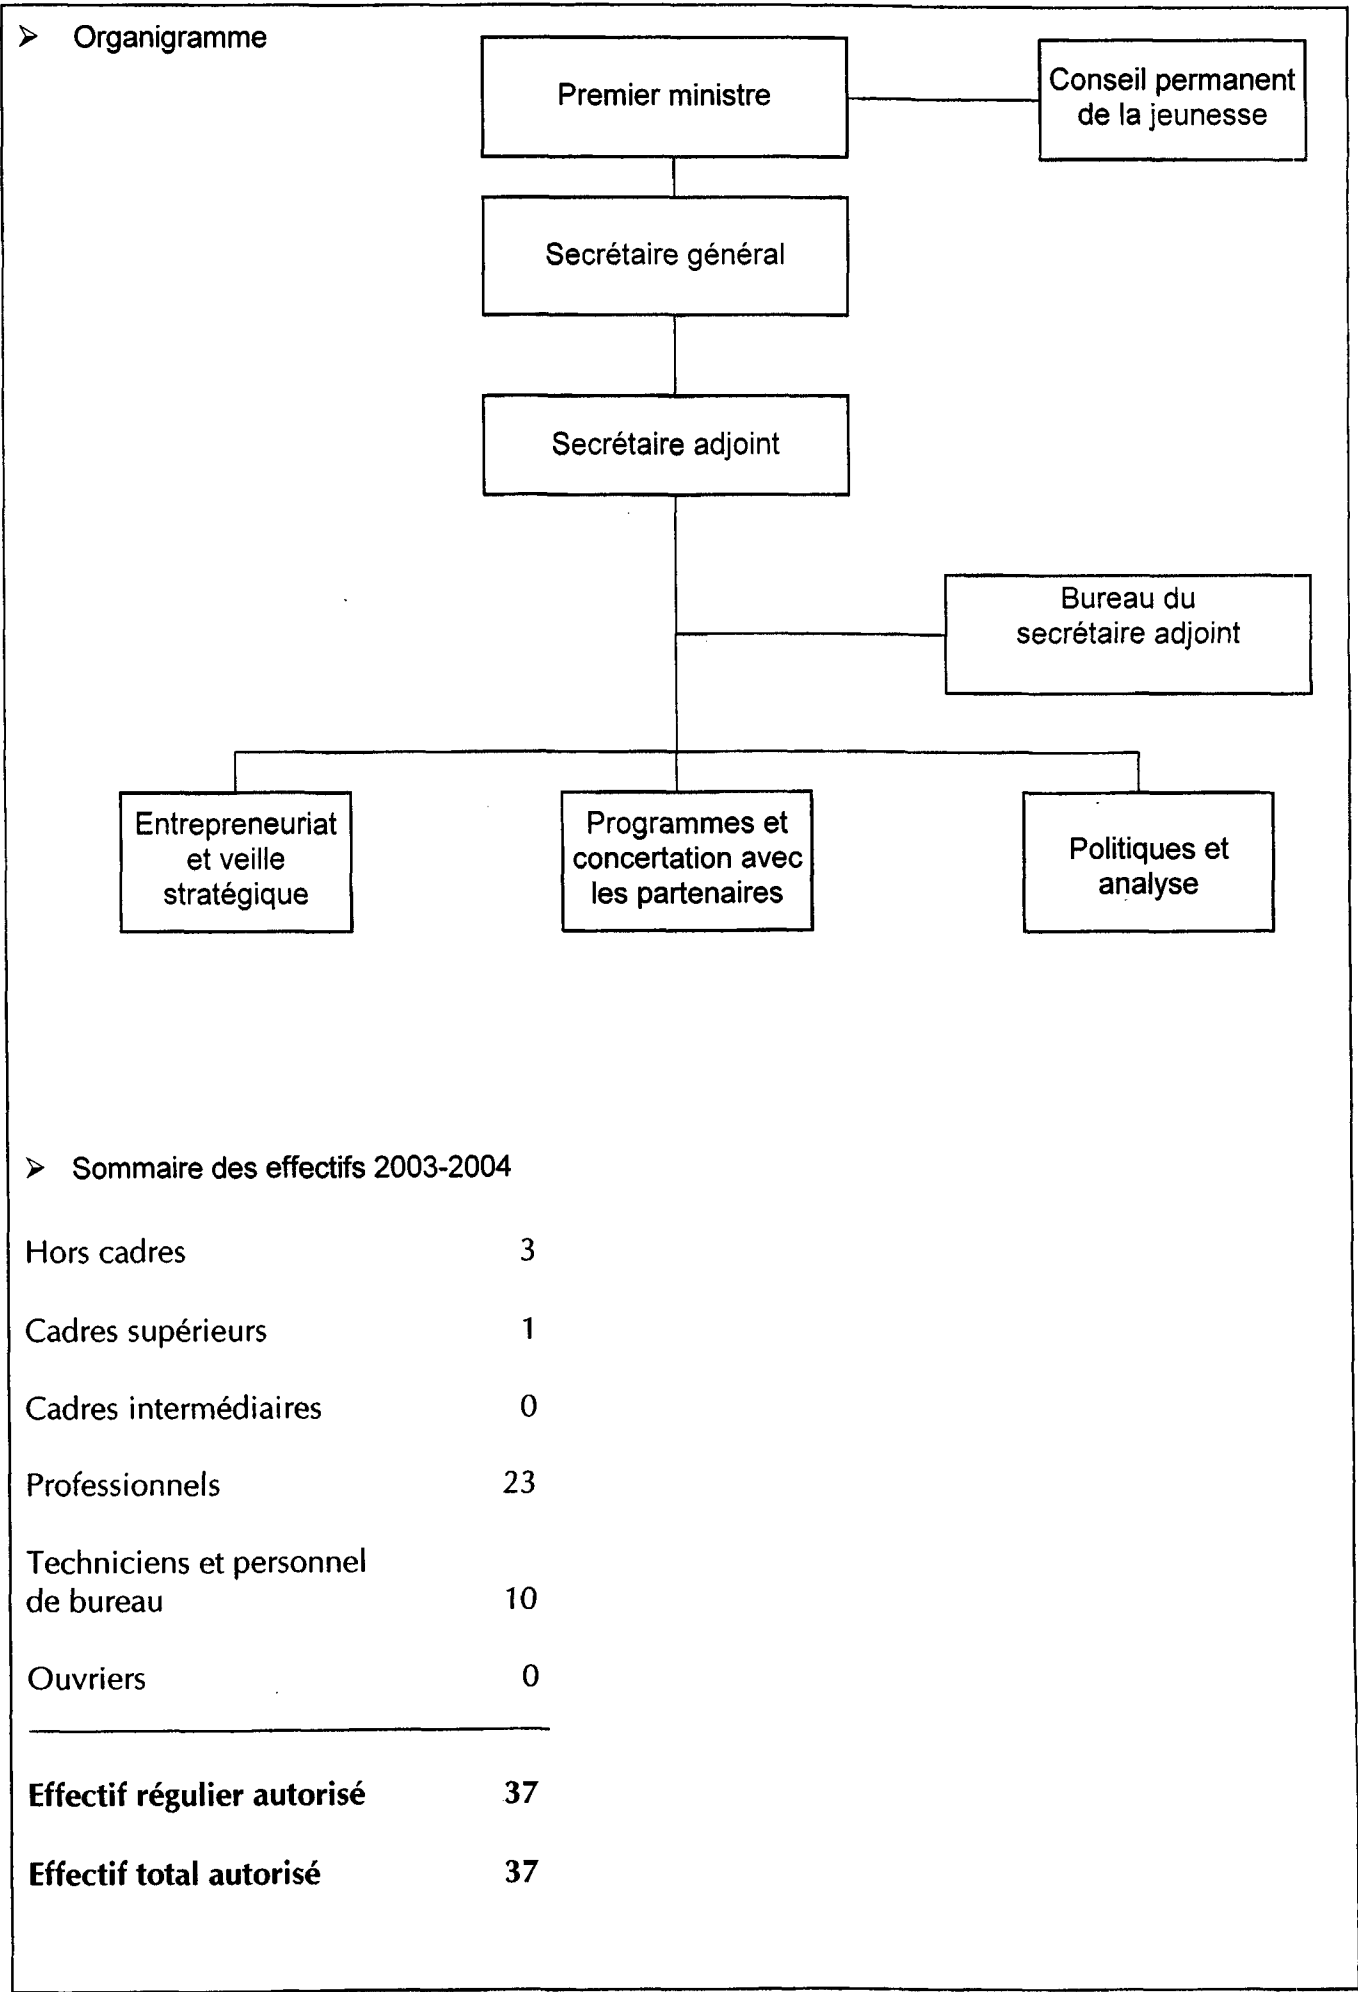 ➢ Organigramme
Premier ministre
Conseil permanent
de la jeunesse
Secrétaire général
Secrétaire adjoint
Bureau du
secrétaire adjoint
Entrepreneuriat
et veille
stratégique
Programmes et
concertation avec
les partenaires
Politiques et
analyse
➢ Sommaire des effectifs 2003-2004
Hors cadres 3
Cadres supérieurs 1
Cadres intermédiaires 0
Professionnels 23
Techniciens et personnel
de bureau 10
Ouvriers 0
Effectif régulier autorisé 37
Effectif total autorisé 37